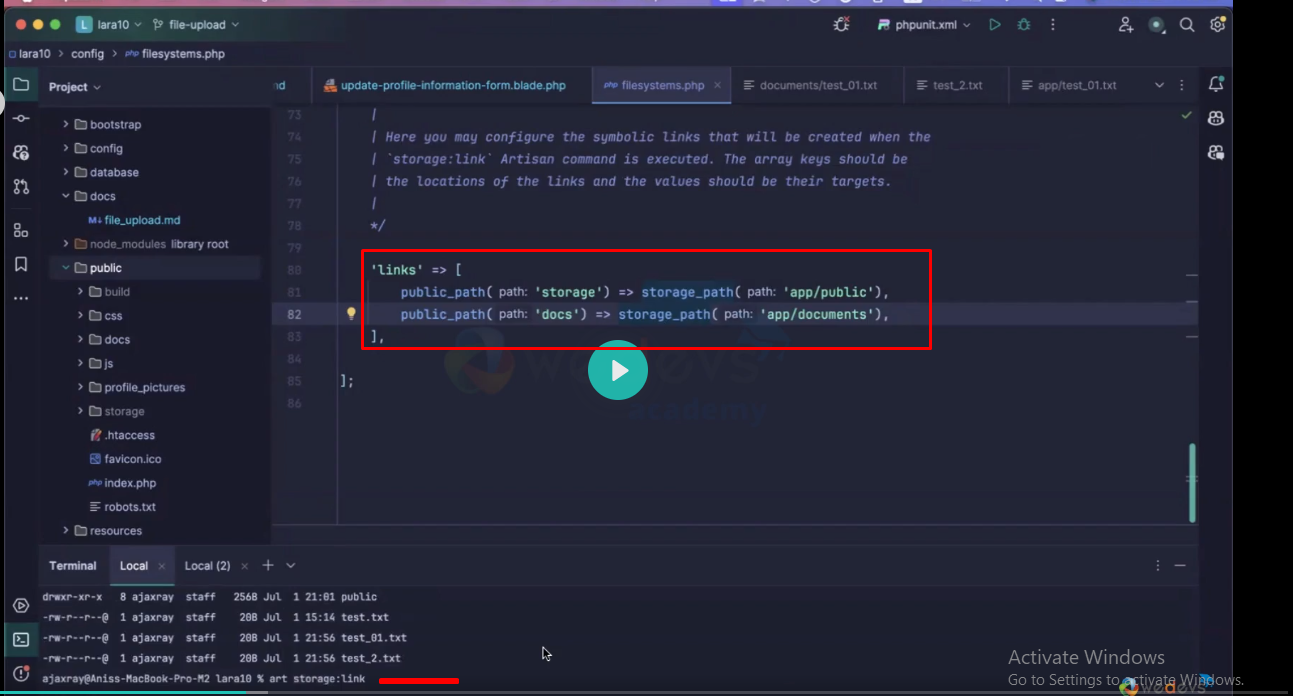 L lara10 file-upload phpunit.xml
lara10 > config > php filesystems.php
Project
nd update-profile-information-form.blade.php php filesystems.php × documents/test_01.txt test_2.txt app/test_01.txt
bootstrap
config
database
docs
M↓ file_upload.md
node_modules library root
public
build
css
docs
js
profile_pictures
storage
.htaccess
favicon.ico
php index.php
robots.txt
resources
73 |
74 | Here you may configure the symbolic links that will be created when the
75 | `storage:link` Artisan command is executed. The array keys should be
76 | the locations of the links and the values should be their targets.
77 |
78 */
79
80 'links' => [
81 public_path( path: 'storage') => storage_path( path: 'app/public'),
82 public_path( path: 'docs') => storage_path( path: 'app/documents'),
83 ],
84
85 ];
86
weDevs
academy
Terminal Local × Local (2) × +
drwxr-xr-x 8 ajaxray staff 256B Jul 1 21:01 public
-rw-r--r--@ 1 ajaxray staff 20B Jul 1 15:14 test.txt
-rw-r--r--@ 1 ajaxray staff 20B Jul 1 21:56 test_01.txt
-rw-r--r--@ 1 ajaxray staff 20B Jul 1 21:56 test_2.txt
ajaxray@Aniss-MacBook-Pro-M2 lara10 % art storage:link
Activate Windows
Go to Settings to activate Windows.
weDevs